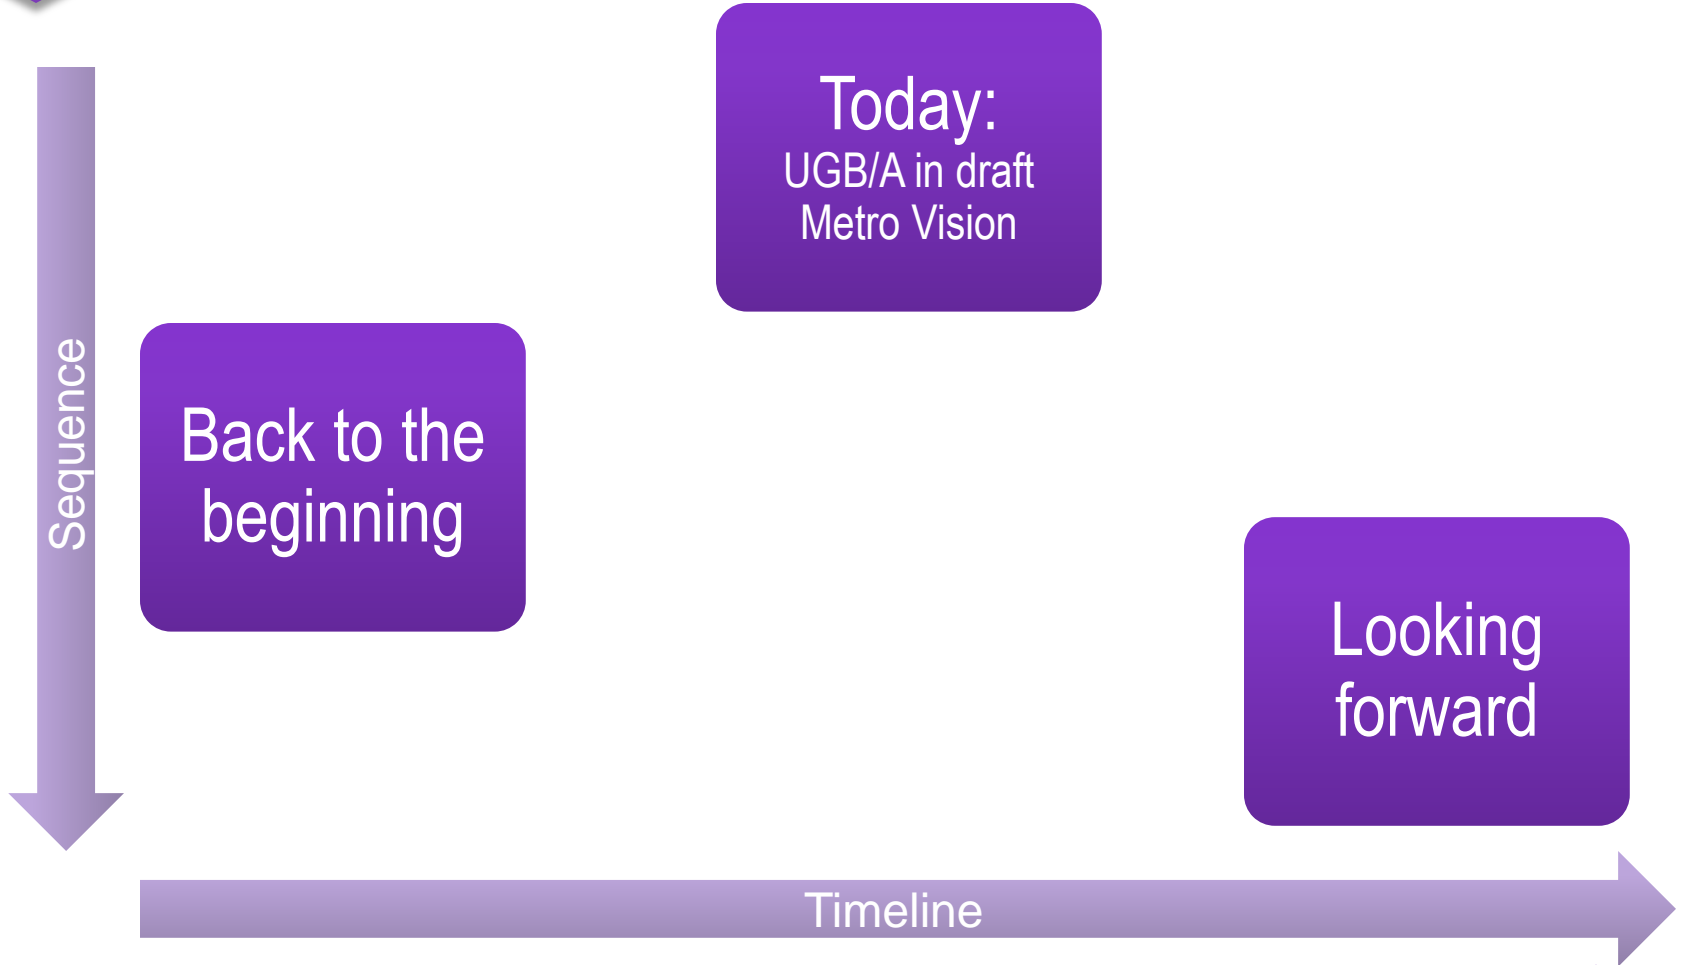 Today:
UGB/A in draft
Metro Vision
Sequence
Back to the
beginning
Looking
forward
Timeline